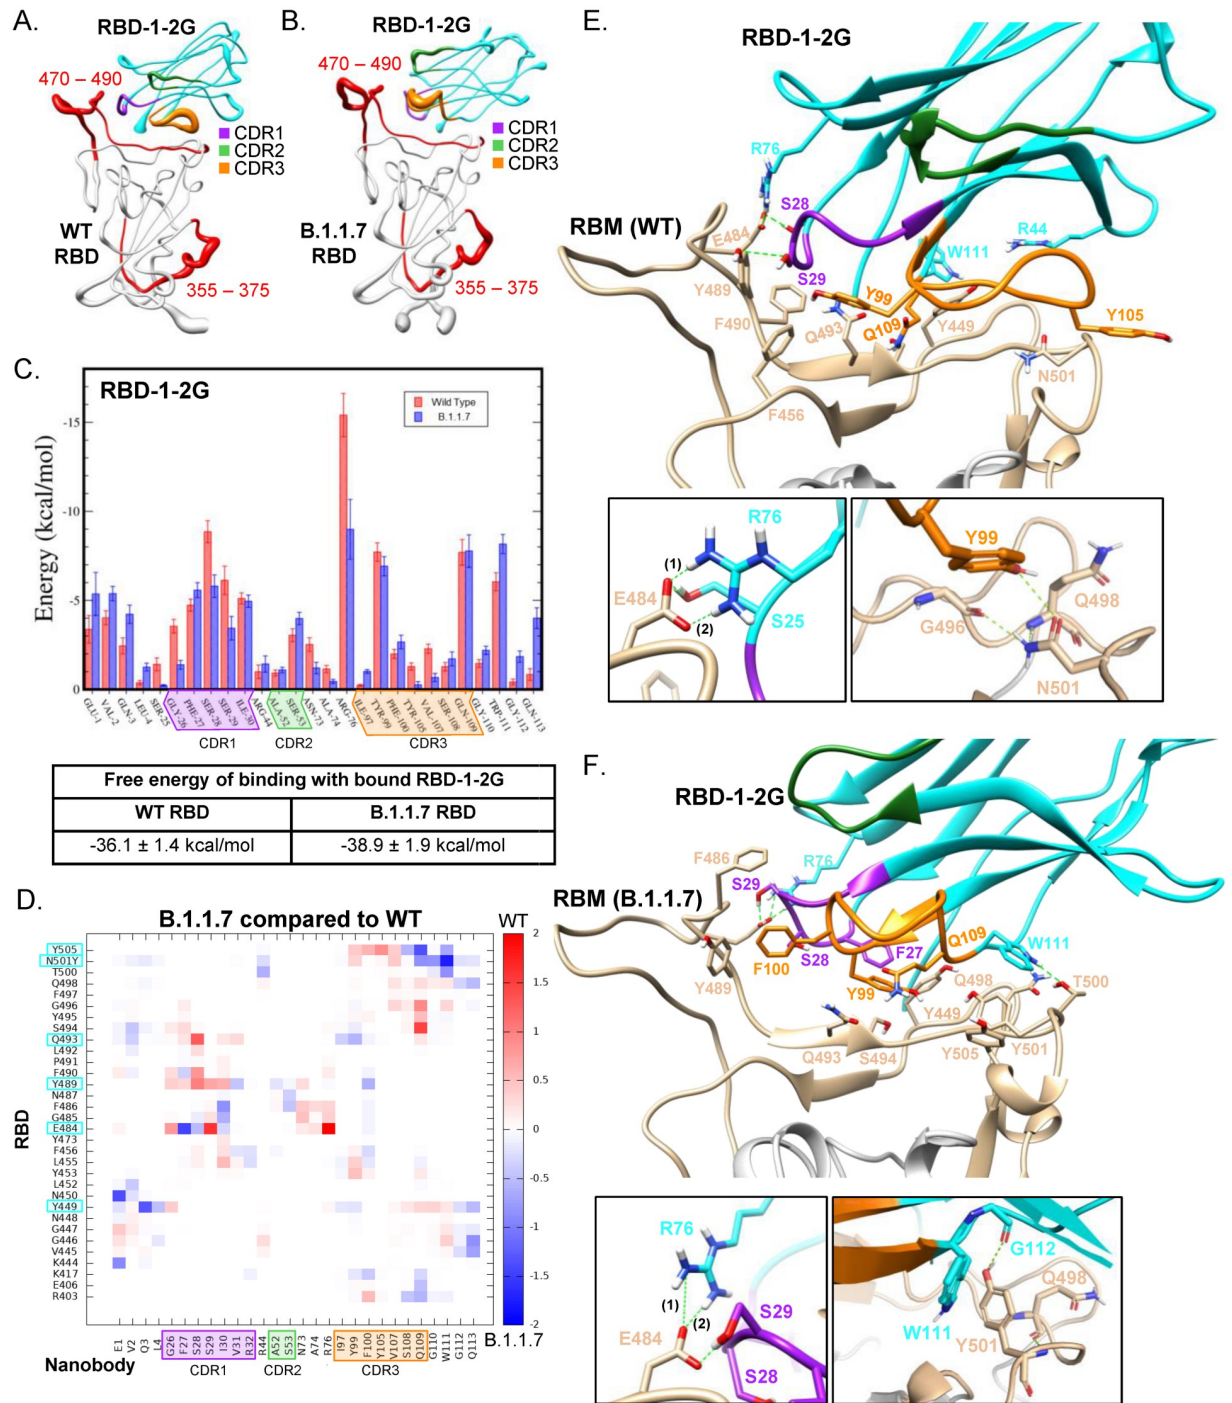 A.
RBD-1-2G
470 – 490
CDR1
CDR2
CDR3
WT
RBD
355 – 375
B.
RBD-1-2G
470 – 490
CDR1
CDR2
CDR3
B.1.1.7
RBD
355 – 375
C.
RBD-1-2G
Wild Type
B.1.1.7
Energy (kcal/mol)
-15
-10
-5
0
GLU-1
VAL-2
GLN-3
LEU-4
SER-25
GLY-26
PHE-27
SER-28
SER-29
ILE-30
ARG-44
ALA-52
SER-53
ASN-73
ALA-74
ARG-76
ILE-97
TYR-99
PHE-100
TYR-105
VAL-107
SER-108
GLN-109
GLY-110
TRP-111
GLY-112
GLN-113
CDR1
CDR2
CDR3
Free energy of binding with bound RBD-1-2G
WT RBD
B.1.1.7 RBD
-36.1 ± 1.4 kcal/mol
-38.9 ± 1.9 kcal/mol
D.
B.1.1.7 compared to WT
WT
RBD
Y505
N501Y
T500
Q498
F497
G496
Y495
S494
Q493
L492
P491
F490
Y489
N487
F486
G485
E484
Y473
F456
L455
Y453
L452
N450
Y449
N448
G447
G446
V445
K444
K417
E406
R403
2
1.5
1
0.5
0
-0.5
-1
-1.5
-2
B.1.1.7
Nanobody
E1
V2
Q3
L4
G26
F27
S28
S29
I30
V31
R32
R44
A52
S53
N73
A74
R76
I97
Y99
F100
Y105
V107
S108
Q109
G110
W111
G112
Q113
CDR1
CDR2
CDR3
E.
RBD-1-2G
R76
S28
RBM (WT)
E484
R44
W111
S29
Y489
Y99
F490
Q493
Q109
Y449
Y105
N501
F456
R76
(1)
E484
(2)
S25
Y99
Q498
G496
N501
F.
RBD-1-2G
F486
R76
S29
RBM (B.1.1.7)
Q109
W111
S28
F27
F100
Y489
Y99
Q498
T500
Y449
Q493
S494
Y505
Y501
R76
(1)
(2)
S29
E484
S28
G112
Q498
W111
Y501